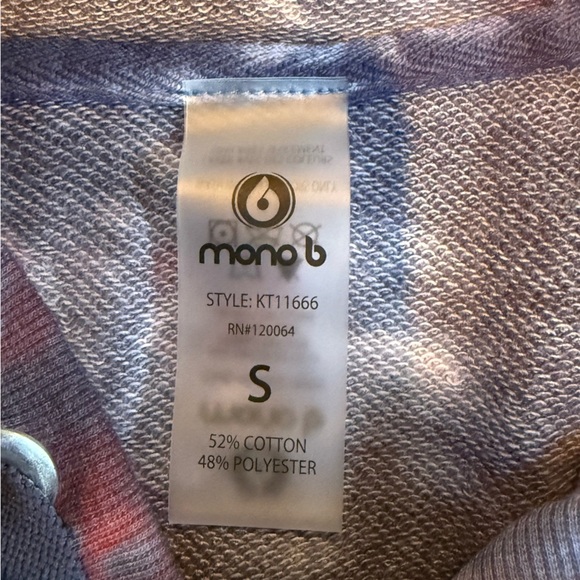 mono b
STYLE: KT11666
RN#120064
S
52% COTTON
48% POLYESTER